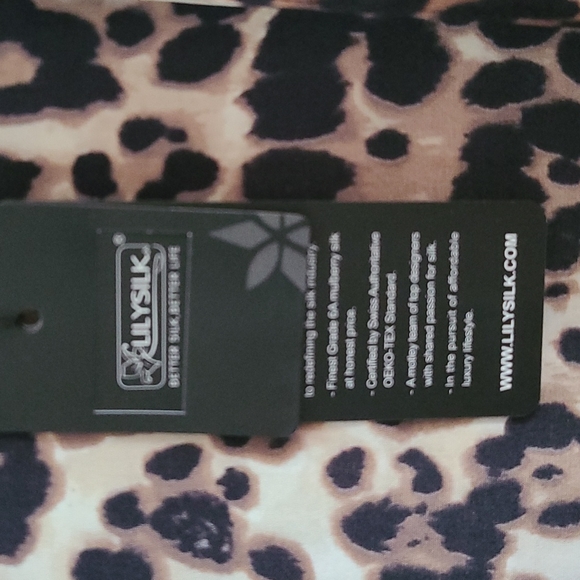 LILYSILK®
BETTER SILK, BETTER LIFE
to redefining the silk industry.
- Finest Grade 6A mulberry silk
at honest price.
- Certified by Swiss Authoritative
OEKO-TEX Standard.
- A motley team of top designers
with shared passion for silk.
- In the pursuit of affordable
luxury lifestyle.
WWW.LILYSILK.COM